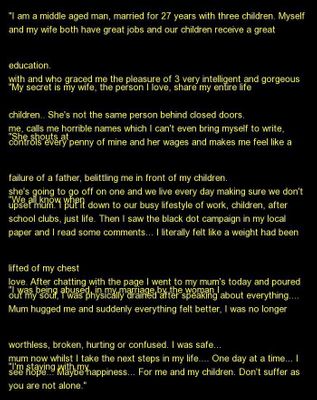 "I am a middle aged man, married for 27 years with three children. Myself
and my wife both have great jobs and our children receive a great
education.
with and who graced me the pleasure of 3 very intelligent and gorgeous
"My secret is my wife, the person I love, share my entire life
children.. She's not the same person behind closed doors.
me, calls me horrible names which I can't even bring myself to write,
"She shouts at
controls every penny of mine and her wages and makes me feel like a
failure of a father, belittling me in front of my children.
she's going to go off on one and we live every day making sure we don't
"We all know when
upset mum. I put it down to our busy lifestyle of work, children, after
school clubs, just life. Then I saw the black dot campaign in my local
paper and I read some comments... I literally felt like a weight had been
lifted of my chest
love. After chatting with the page I went to my mum's today and poured
"I was being abused, in my marriage by the woman I
out my soul, I was physically drained after speaking about everything....
Mum hugged me and suddenly everything felt better, I was no longer
worthless, broken, hurting or confused. I was safe...
mum now whilst I take the next steps in my life.... One day at a time... I
"I'm staying with my
see hope... Maybe happiness... For me and my children. Don't suffer as
you are not alone."